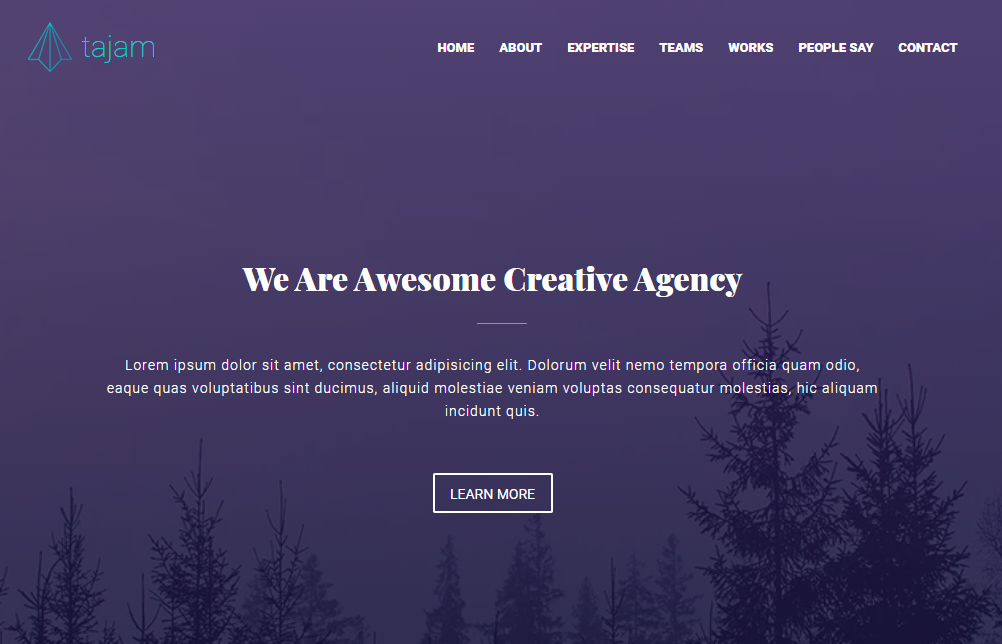 tajam
HOME ABOUT EXPERTISE TEAMS WORKS PEOPLE SAY CONTACT
We Are Awesome Creative Agency
Lorem ipsum dolor sit amet, consectetur adipisicing elit. Dolorum velit nemo tempora officia quam odio,
eaque quas voluptatibus sint ducimus, aliquid molestiae veniam voluptas consequatur molestias, hic aliquam
incidunt quis.
LEARN MORE